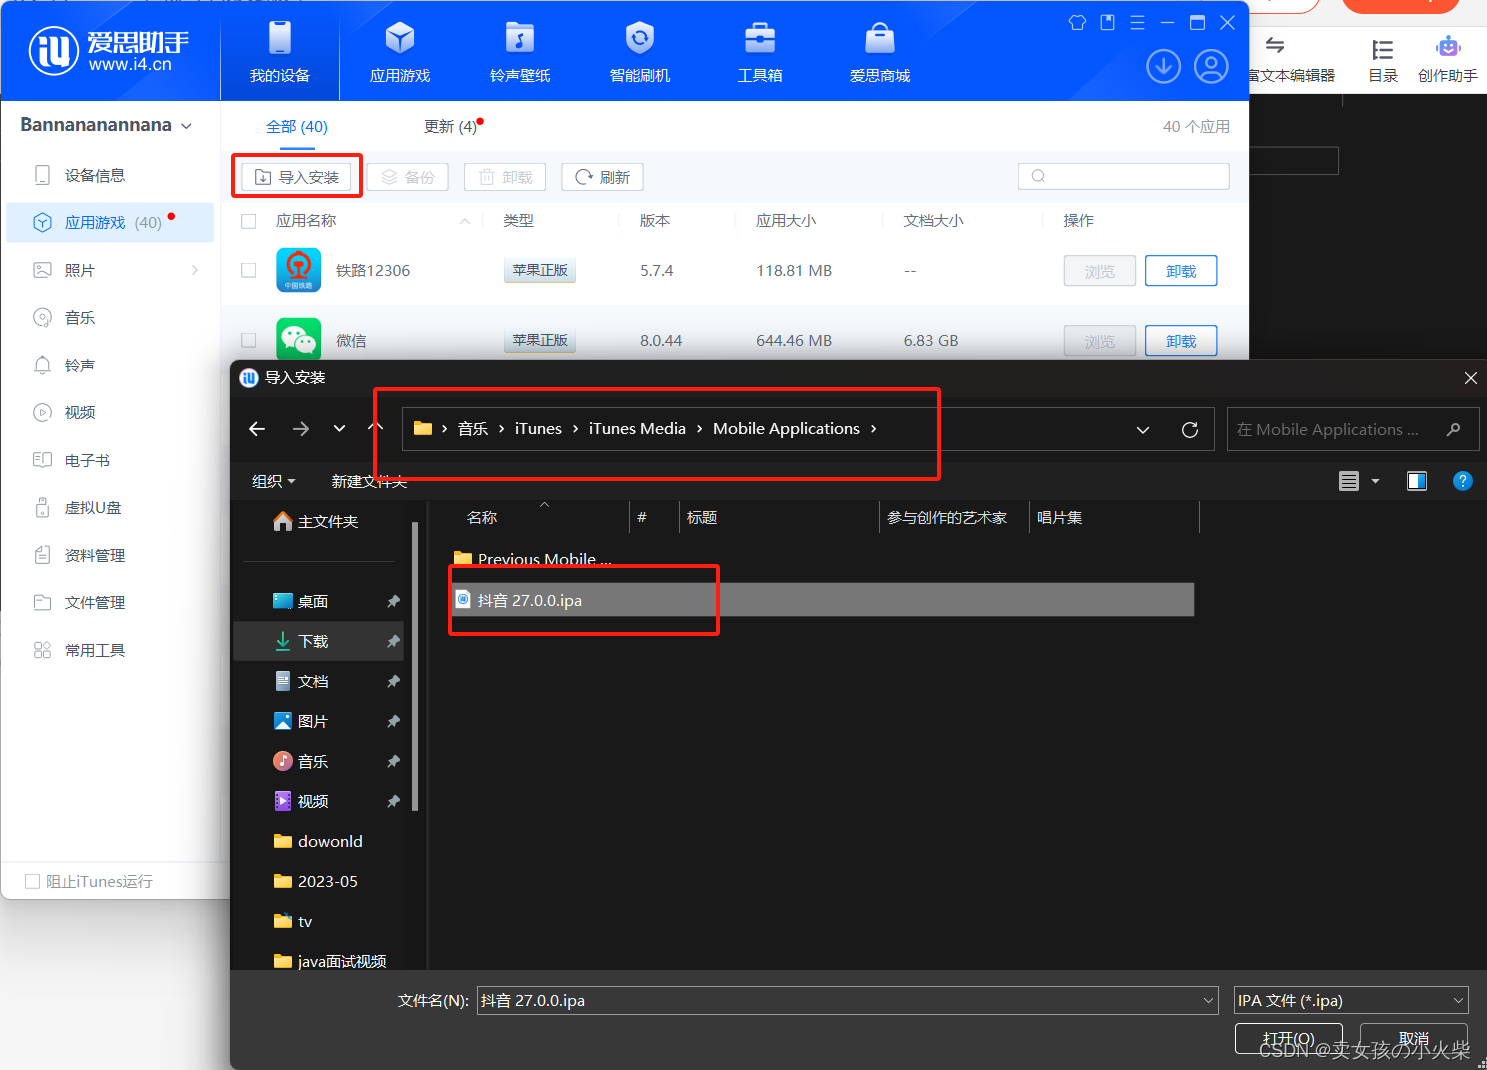 爱思助手
www.i4.cn
我的设备
应用游戏
铃声壁纸
智能刷机
工具箱
爱思商城
富文本编辑器
目录
创作助手
Bannananannana
全部 (40)
更新 (4)
40 个应用
设备信息
应用游戏 (40)
照片
音乐
铃声
视频
电子书
虚拟U盘
资料管理
文件管理
常用工具
阻止iTunes运行
导入安装
备份
卸载
刷新
应用名称
类型
版本
应用大小
文档大小
操作
中国铁路
铁路12306
苹果正版
5.7.4
118.81 MB
--
浏览
卸载
微信
苹果正版
8.0.44
644.46 MB
6.83 GB
浏览
卸载
导入安装
音乐 › iTunes › iTunes Media › Mobile Applications ›
在 Mobile Applications ...
组织
新建文件夹
主文件夹
桌面
下载
文档
图片
音乐
视频
dowonld
2023-05
tv
java面试视频
名称
#
标题
参与创作的艺术家
唱片集
Previous Mobile ...
抖音 27.0.0.ipa
文件名(N):
抖音 27.0.0.ipa
IPA 文件 (*.ipa)
打开(O)
取消
CSDN @卖女孩の小火柴